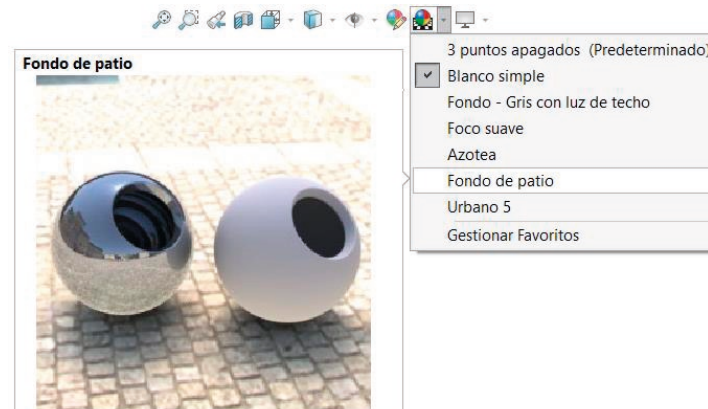 3 puntos apagados (Predeterminado)
Fondo de patio
Blanco simple
Fondo - Gris con luz de techo
Foco suave
Azotea
Fondo de patio
Urbano 5
Gestionar Favoritos